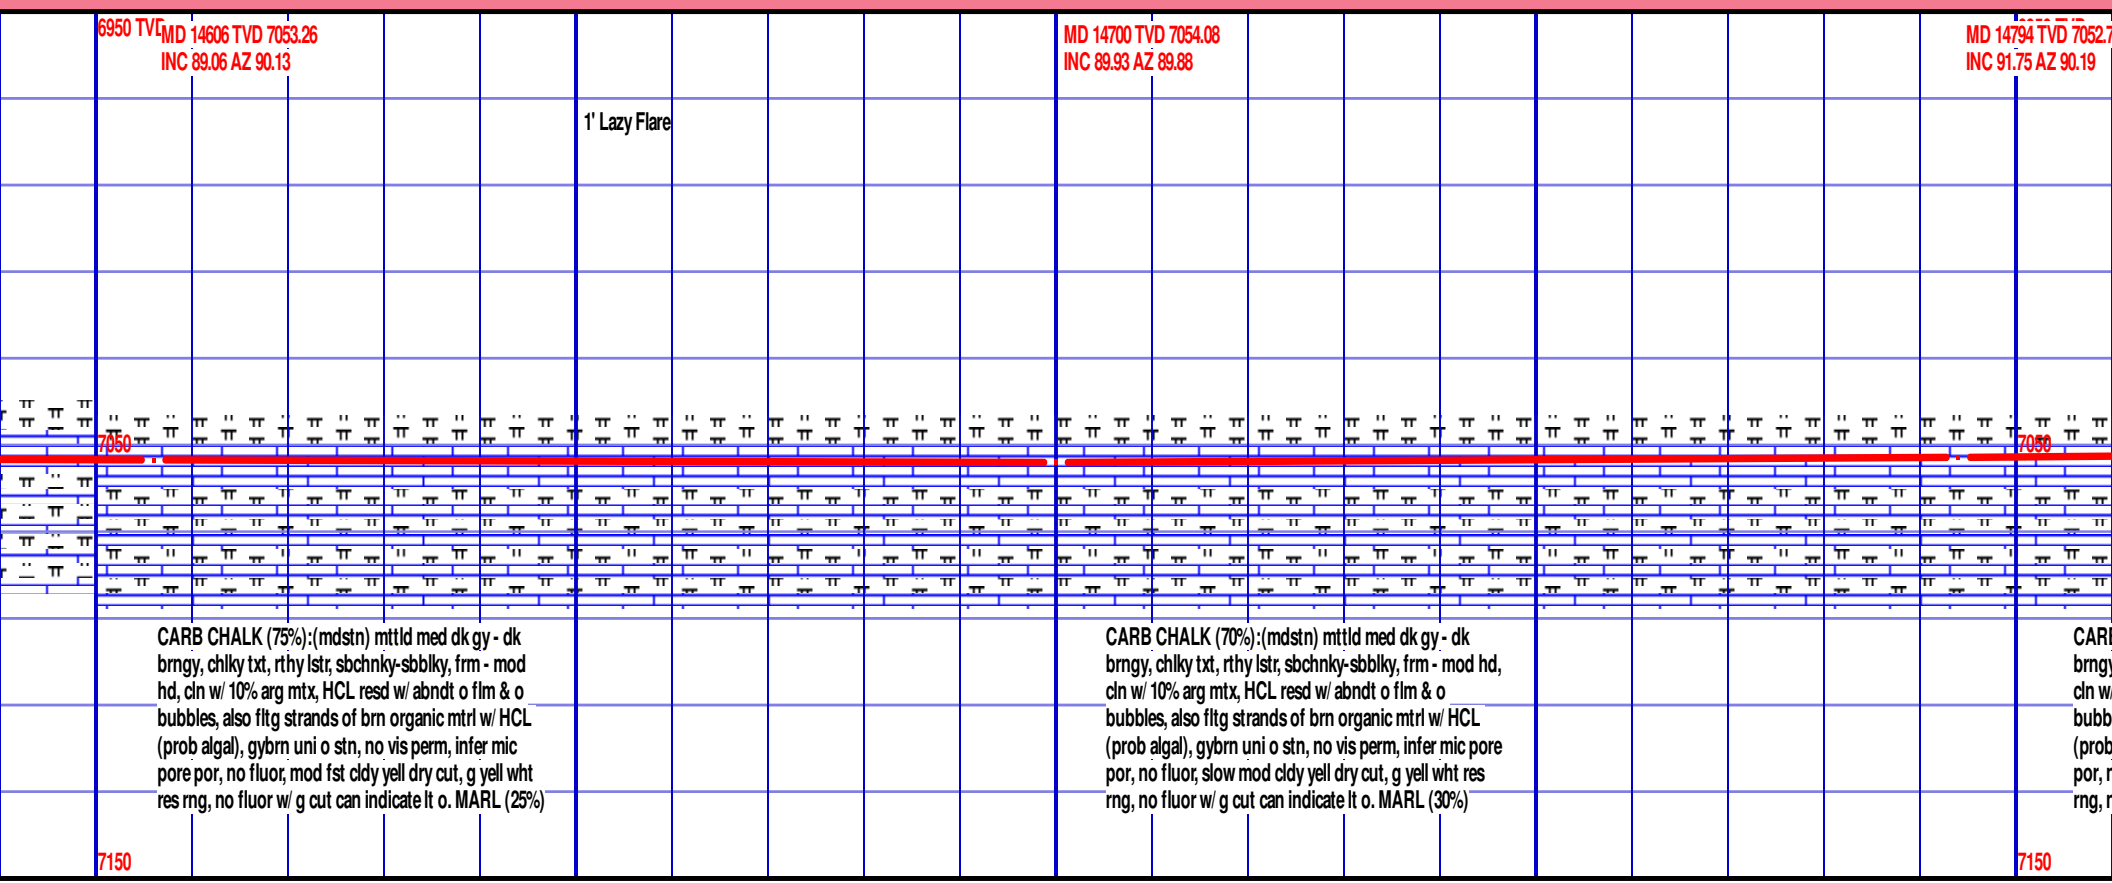 6950 TVD
MD 14606 TVD 7053.26
INC 89.06 AZ 90.13
MD 14700 TVD 7054.08
INC 89.93 AZ 89.88
MD 14794 TVD 7052.7
INC 91.75 AZ 90.19
1' Lazy Flare
7050
7050
CARB CHALK (75%):(mdstn) mttld med dk gy - dk
brngy, chlky txt, rthy lstr, sbchnky-sbblky, frm - mod
hd, cln w/ 10% arg mtx, HCL resd w/ abndt o flm & o
bubbles, also fltg strands of brn organic mtrl w/ HCL
(prob algal), gybrn uni o stn, no vis perm, infer mic
pore por, no fluor, mod fst cldy yell dry cut, g yell wht
res rng, no fluor w/ g cut can indicate lt o. MARL (25%)
CARB CHALK (70%):(mdstn) mttld med dk gy - dk
brngy, chlky txt, rthy lstr, sbchnky-sbblky, frm - mod hd,
cln w/ 10% arg mtx, HCL resd w/ abndt o flm & o
bubbles, also fltg strands of brn organic mtrl w/ HCL
(prob algal), gybrn uni o stn, no vis perm, infer mic pore
por, no fluor, slow mod cldy yell dry cut, g yell wht res
rng, no fluor w/ g cut can indicate lt o. MARL (30%)
brngy
cln w/
bubb
(prob
por,
rng,
7150
7150